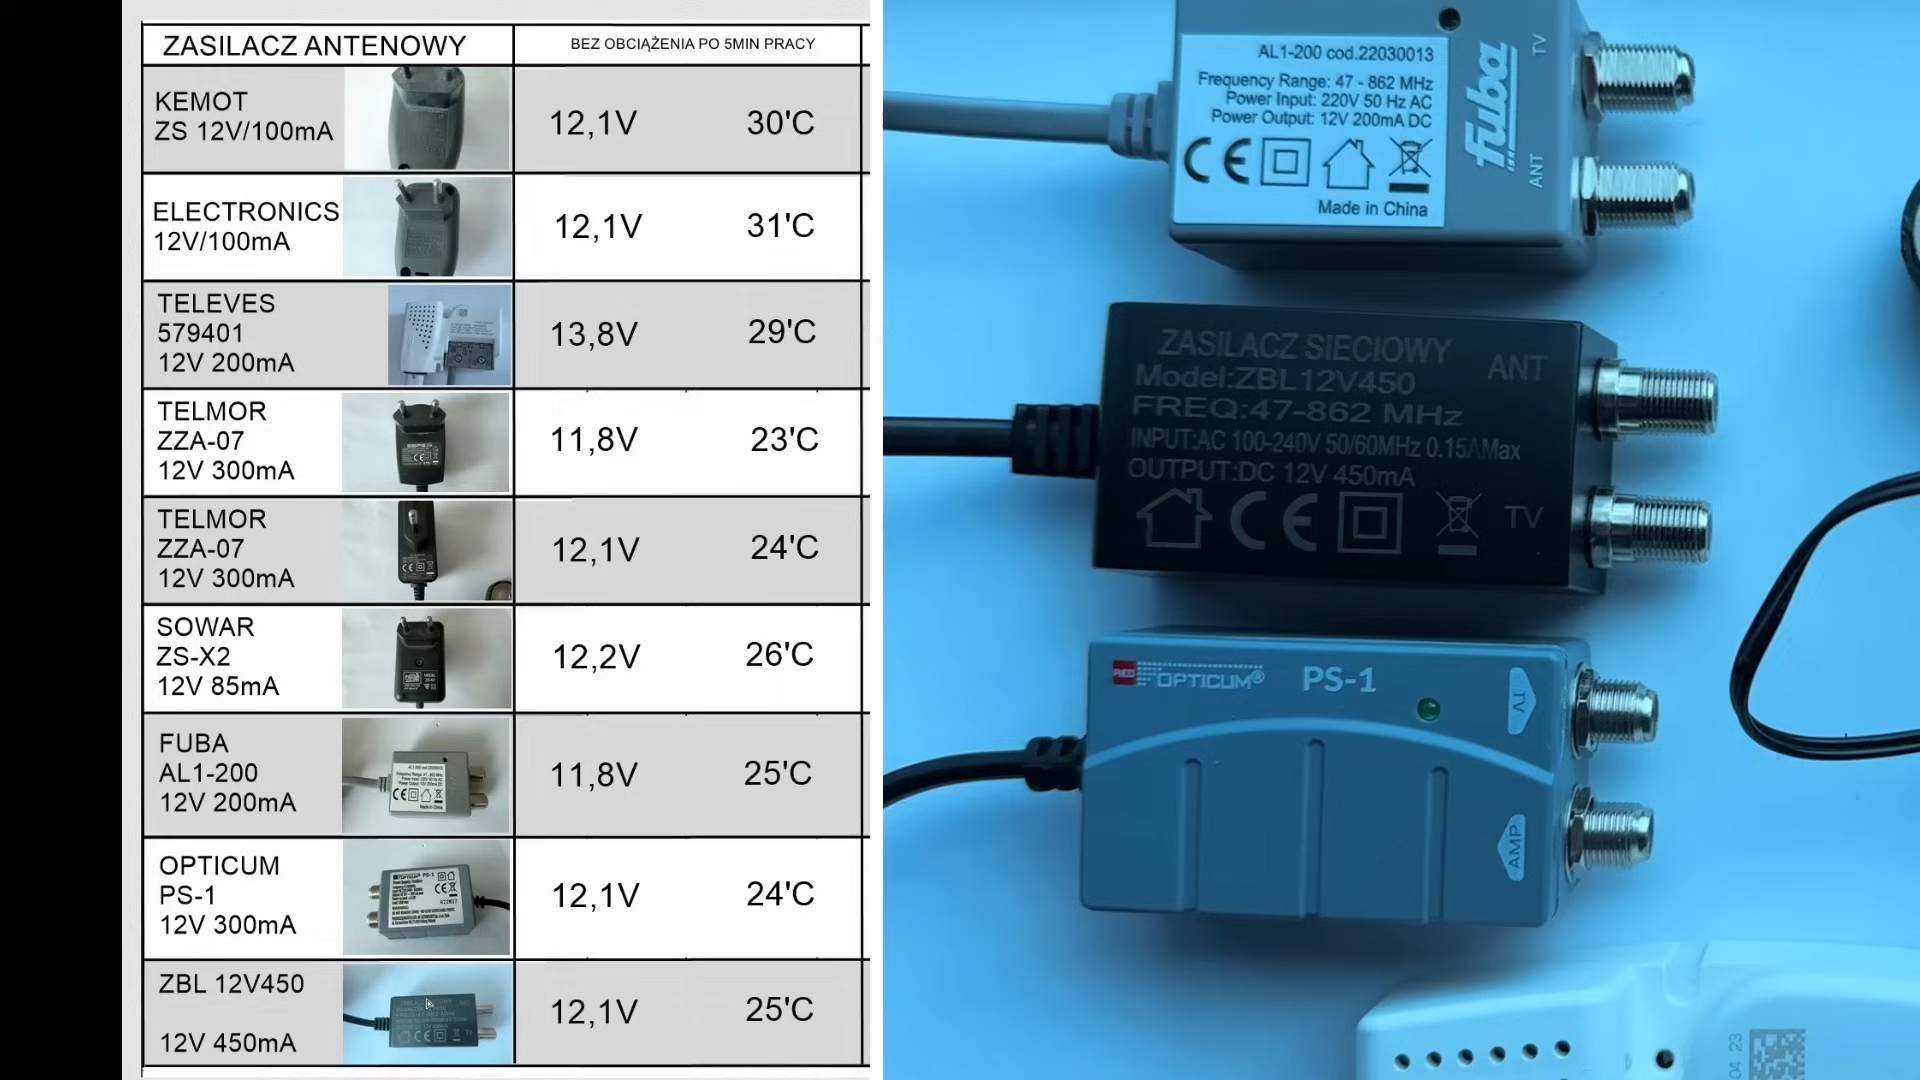 ZASILACZ ANTENOWY
BEZ OBCIĄŻENIA PO 5MIN PRACY
KEMOT
ZS 12V/100mA
12,1V
30'C
ELECTRONICS
12V/100mA
12,1V
31'C
TELEVES
579401
12V 200mA
13,8V
29'C
TELMOR
ZZA-07
12V 300mA
11,8V
23'C
TELMOR
ZZA-07
12V 300mA
12,1V
24'C
SOWAR
ZS-X2
12V 85mA
12,2V
26'C
FUBA
AL1-200
12V 200mA
11,8V
25'C
OPTICUM
PS-1
12V 300mA
12,1V
24'C
ZBL 12V450
12V 450mA
12,1V
25'C
AL1-200 cod.22030013
Frequency Range: 47 - 862 MHz
Power Input: 220V 50 Hz AC
Power Output: 12V 200mA DC
CE
Made in China
fuba
TV
ANT
ZASILACZ SIECIOWY
Model:ZBL12V450
FREQ:47-862 MHz
INPUT:AC 100-240V 50/60MHz 0.15AMax
OUTPUT:DC 12V 450mA
CE
ANT
TV
RED OPTICUM®
PS-1
TV
AMP
04 23